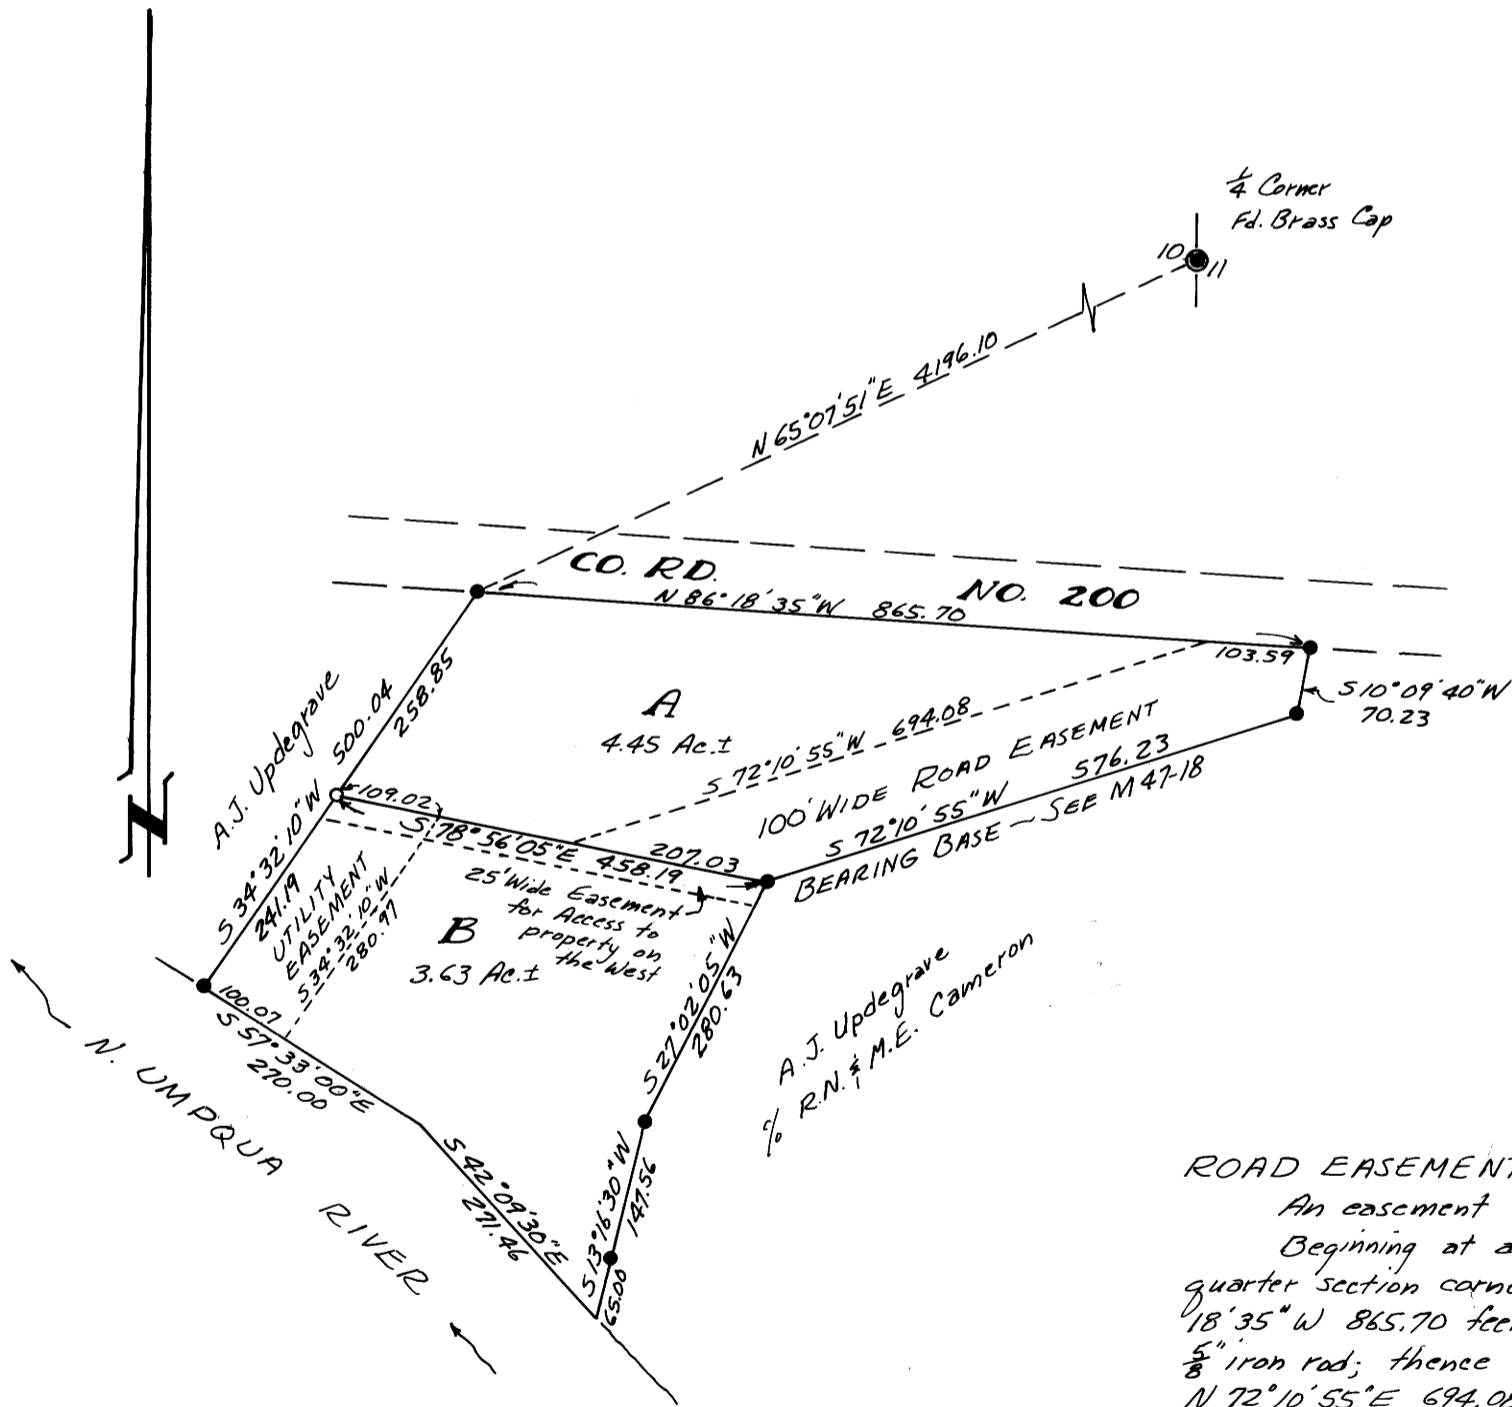 1/4 Corner
Fd. Brass Cap
10 11
N 65°07'51"E 4196.10
CO. RD. NO. 200
N 86°18'35"W 865.70
103.59
S 10°09'40"W
70.23
A
4.45 Ac.±
S 72°10'55"W 694.08
100' WIDE ROAD EASEMENT
S 72°10'55"W 576.23
BEARING BASE ~ SEE M 47-18
A.J. Updegrave
S 34°32'10"W 500.04
258.85
241.19
N
109.02
207.03
S 78°56'05"E 458.19
25' Wide Easement
for Access to
property on
the West
UTILITY
EASEMENT
S 34°32'10"W
280.97
B
3.63 Ac.±
S 27°02'05"W
280.63
A.J. Updegrave
% R.N. & M.E. Cameron
100.07
S 57°33'00"E
270.00
S 42°09'30"E
271.46
S 13°16'30"W
147.56
65.00
N. UMPQUA RIVER
ROAD EASEMENT
An easement
Beginning at a
quarter section corn
18'35"W 865.70 fee
5/8" iron rod; thence
N 72°10'55"E 694.08